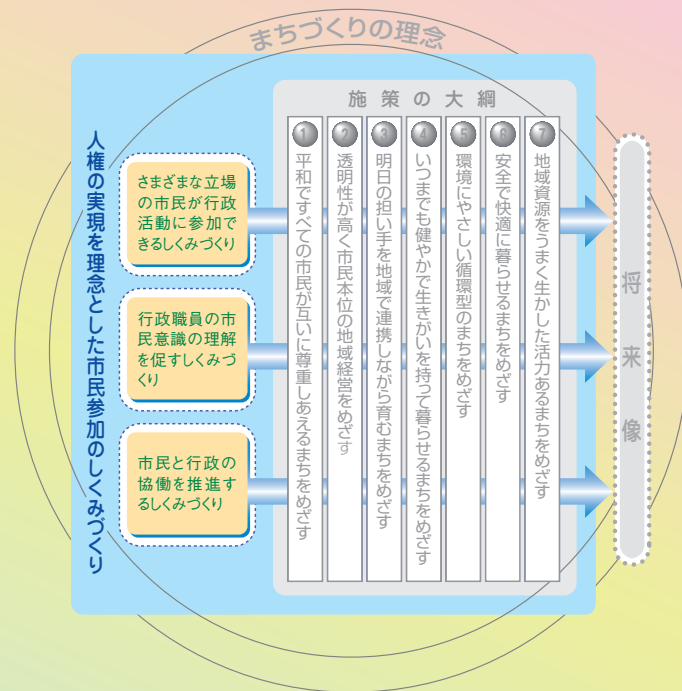 まちづくりの理念
人権の実現を理念とした市民参加のしくみづくり
さまざまな立場
の市民が行政
活動に参加で
きるしくみづくり
行政職員の市
民意識の理解
を促すしくみづ
くり
市民と行政の
協働を推進す
るしくみづくり
施策の大綱
1 平和ですべての市民が互いに尊重しあえるまちをめざす
2 透明性が高く市民本位の地域経営をめざす
3 明日の担い手を地域で連携しながら育むまちをめざす
4 いつまでも健やかで生きがいを持って暮らせるまちをめざす
5 環境にやさしい循環型のまちをめざす
6 安全で快適に暮らせるまちをめざす
7 地域資源をうまく生かした活力あるまちをめざす
将来像